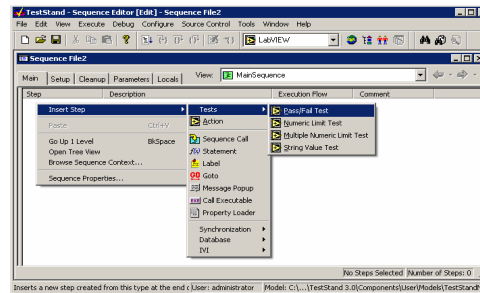 TestStand - Sequence Editor [Edit] - Sequence File2
File Edit View Execute Debug Configure Source Control Tools Window Help
LabVIEW
Sequence File2
Main Setup Cleanup Parameters Locals View: MainSequence
Step Description Execution Flow Comment
Insert Step
Paste Ctrl+V
Go Up 1 Level BkSpace
Open Tree View
Browse Sequence Context...
Sequence Properties...
Tests
Action
Sequence Call
Statement
Label
Goto
Message Popup
Call Executable
Property Loader
Synchronization
Database
IVI
Pass/Fail Test
Numeric Limit Test
Multiple Numeric Limit Test
String Value Test
No Steps Selected Number of Steps: 0
Inserts a new step created from this type at the end o User: administrator Model: C:\...\TestStand 3.0\Components\User\Models\TestStandM